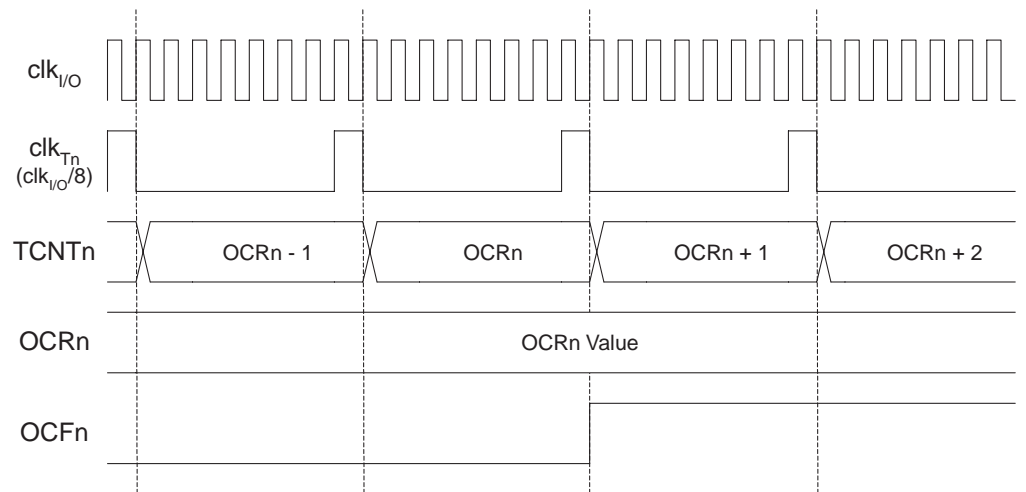 clkI/O
clkTn
(clkI/O/8)
TCNTn
OCRn - 1
OCRn
OCRn + 1
OCRn + 2
OCRn
OCRn Value
OCFn